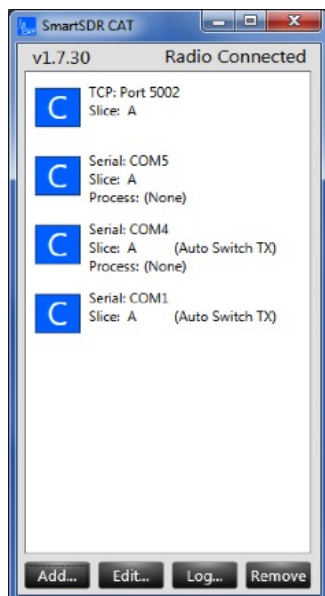 SmartSDR CAT
v1.7.30 Radio Connected
C
TCP: Port 5002
Slice: A
C
Serial: COM5
Slice: A
Process: (None)
C
Serial: COM4
Slice: A (Auto Switch TX)
Process: (None)
C
Serial: COM1
Slice: A (Auto Switch TX)
Add... Edit... Log... Remove